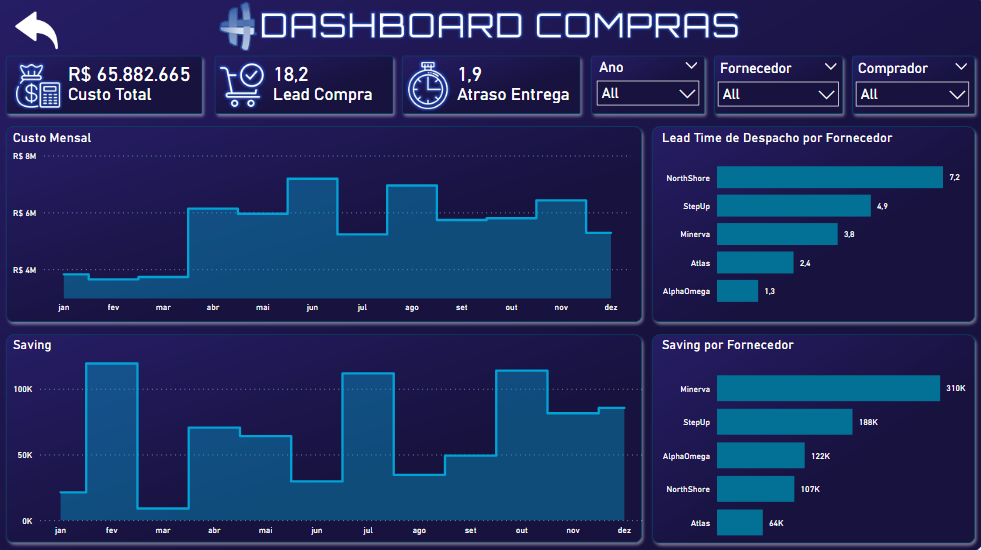 DASHBOARD COMPRAS
R$ 65.882.665
Custo Total
18,2
Lead Compra
1,9
Atraso Entrega
Ano
All
Fornecedor
All
Comprador
All
Custo Mensal
R$ 8M
R$ 6M
R$ 4M
jan fev mar abr mai jun jul ago set out nov dez
Lead Time de Despacho por Fornecedor
NorthShore 7,2
StepUp 4,9
Minerva 3,8
Atlas 2,4
AlphaOmega 1,3
Saving
100K
50K
0K
jan fev mar abr mai jun jul ago set out nov dez
Saving por Fornecedor
Minerva 310K
StepUp 188K
AlphaOmega 122K
NorthShore 107K
Atlas 64K